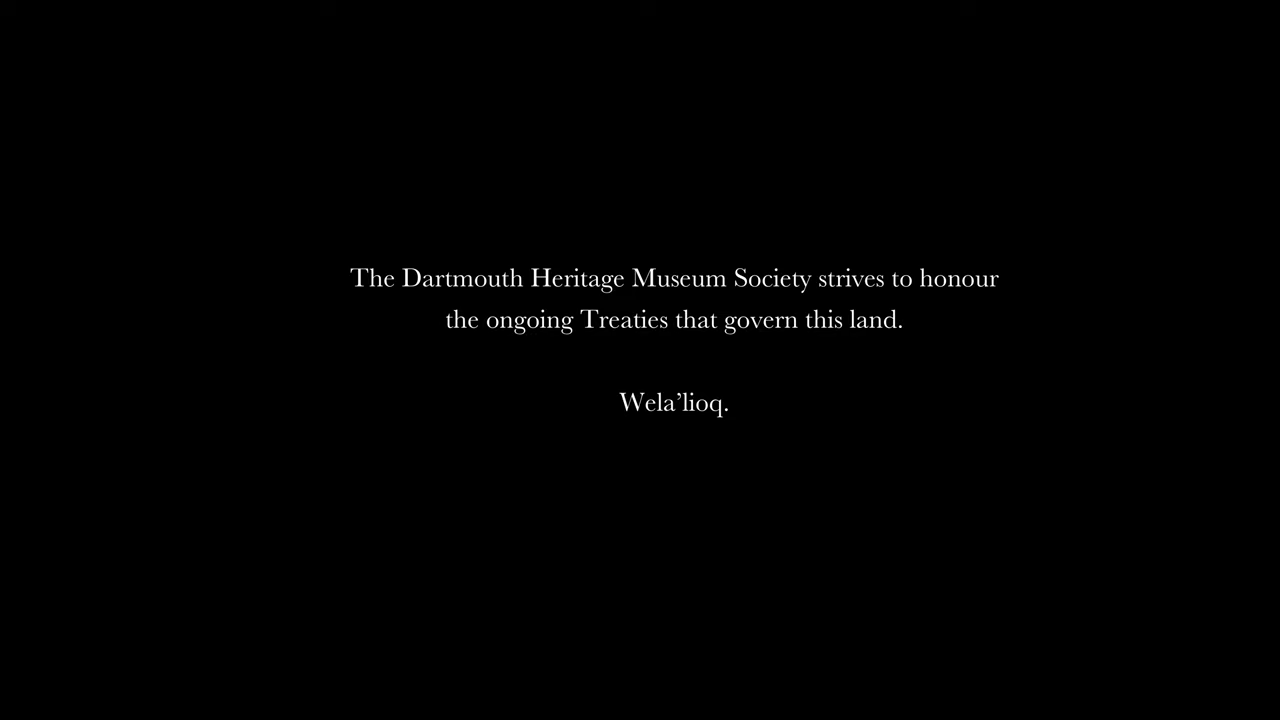 The Dartmouth Heritage Museum Society strives to honour
the ongoing Treaties that govern this land.
Wela’lioq.